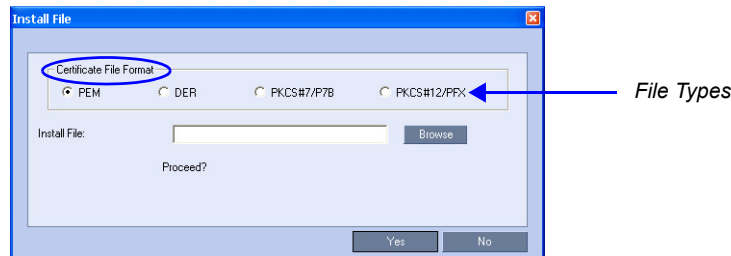 Install File
Certificate File Format
PEM DER PKCS#7/P7B PKCS#12/PFX
File Types
Install File: Browse
Proceed?
Yes No